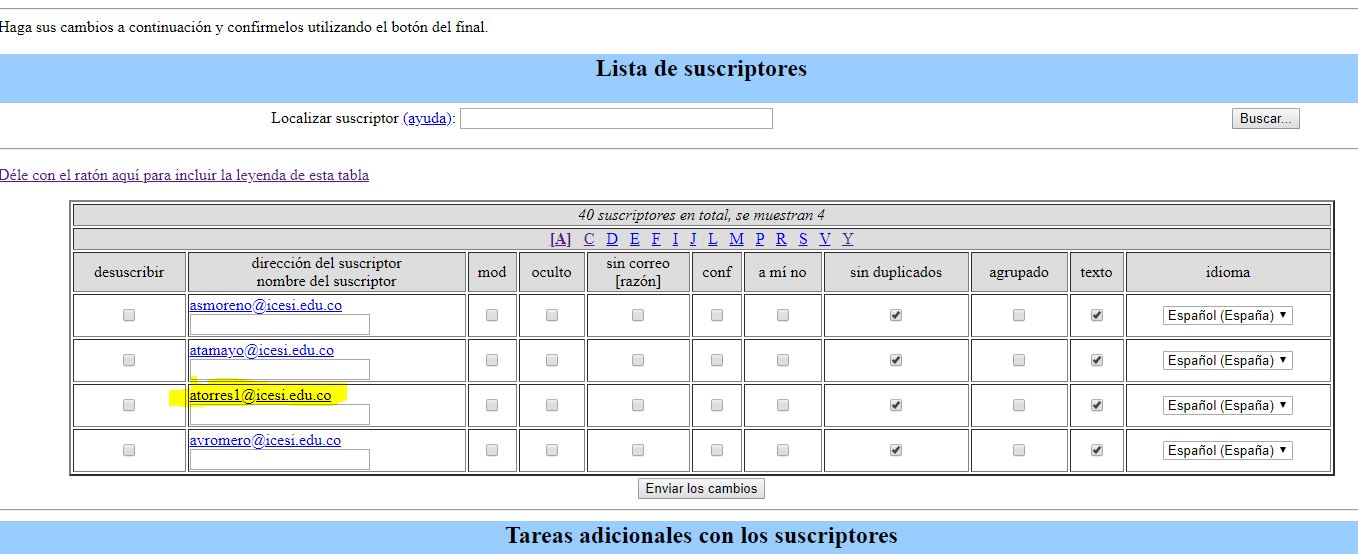 Haga sus cambios a continuación y confírmelos utilizando el botón del final.
Lista de suscriptores
Localizar suscriptor (ayuda): Buscar...
Déle con el ratón aquí para incluir la leyenda de esta tabla
40 suscriptores en total, se muestran 4
[A] C D E F I J L M P R S V Y
desuscribir dirección del suscriptor mod oculto sin correo conf a mí no sin duplicados agrupado texto idioma
nombre del suscriptor [razón]
asmoreno@icesi.edu.co
Español (España)
atamayo@icesi.edu.co
Español (España)
atorres1@icesi.edu.co
Español (España)
avromero@icesi.edu.co
Español (España)
Enviar los cambios
Tareas adicionales con los suscriptores